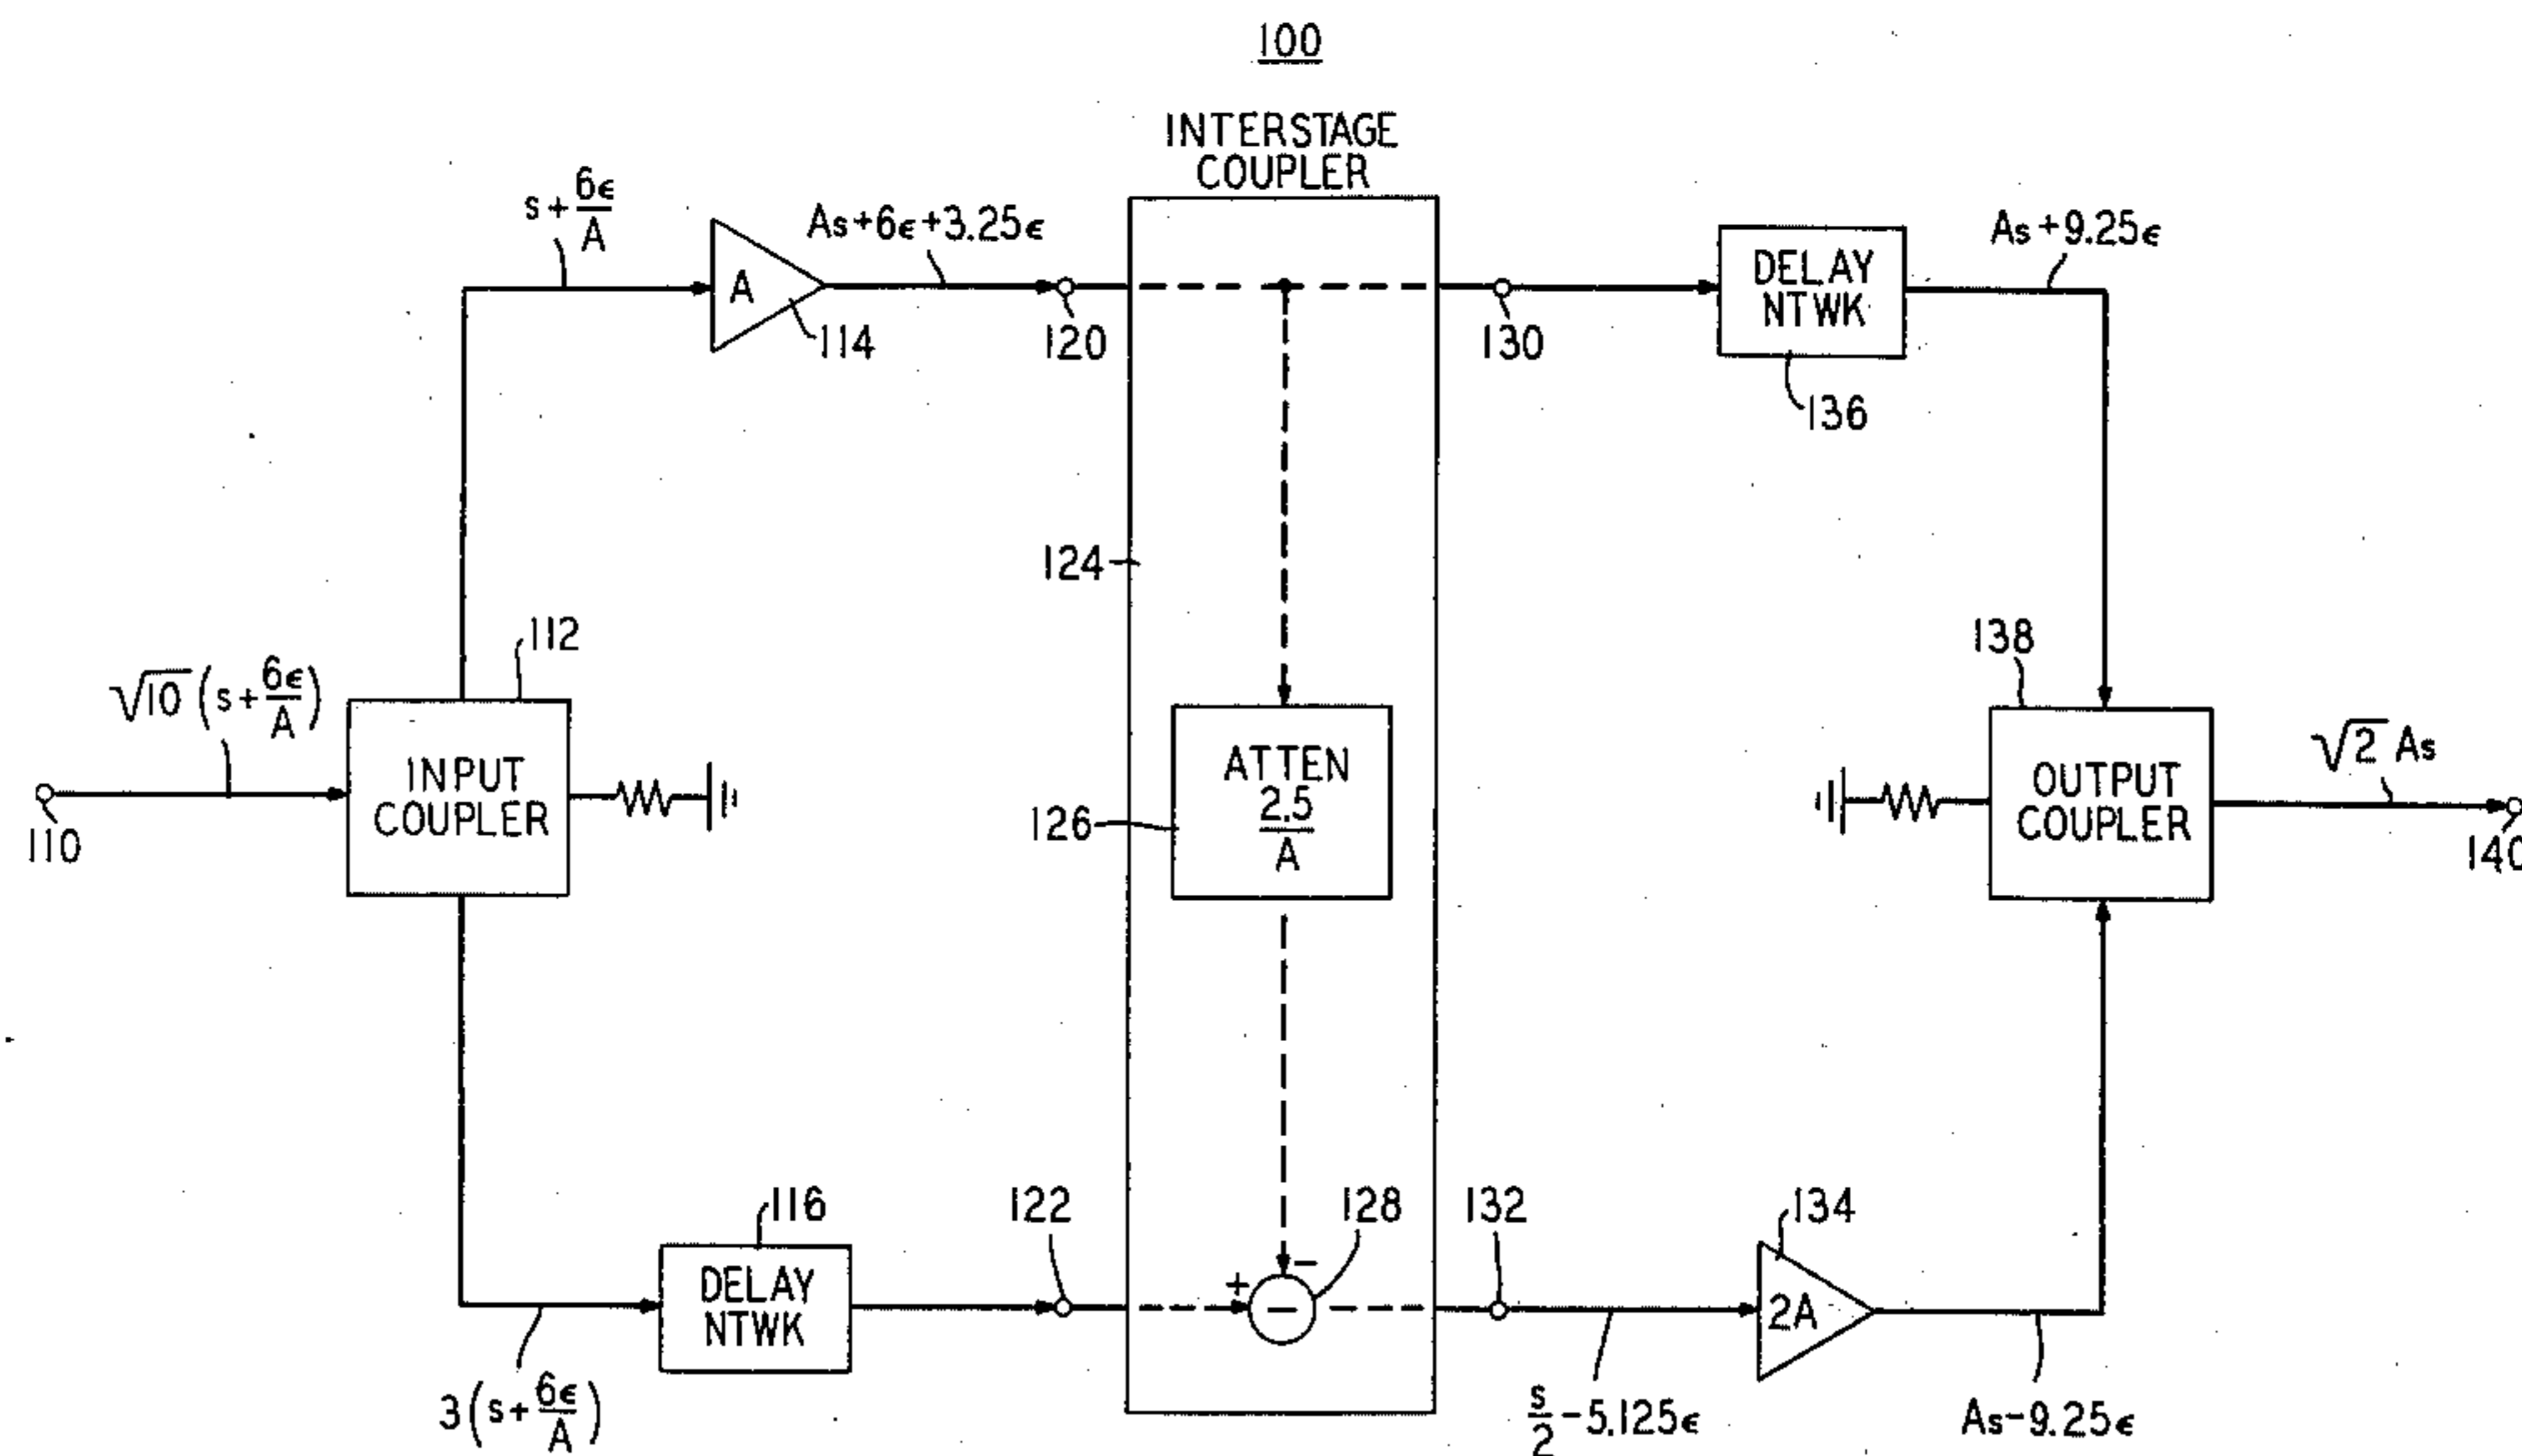 100
INTERSTAGE
COUPLER
s+6ϵ/A
A
114
As+6ϵ+3.25ϵ
120
130
DELAY
NTWK
136
As+9.25ϵ
124
√10(s+6ϵ/A)
110
112
INPUT
COUPLER
126
ATTEN
2.5/A
138
OUTPUT
COUPLER
√2 As
140
3(s+6ϵ/A)
116
DELAY
NTWK
122
+
−
−
128
132
s/2−5.125ϵ
134
2A
As−9.25ϵ